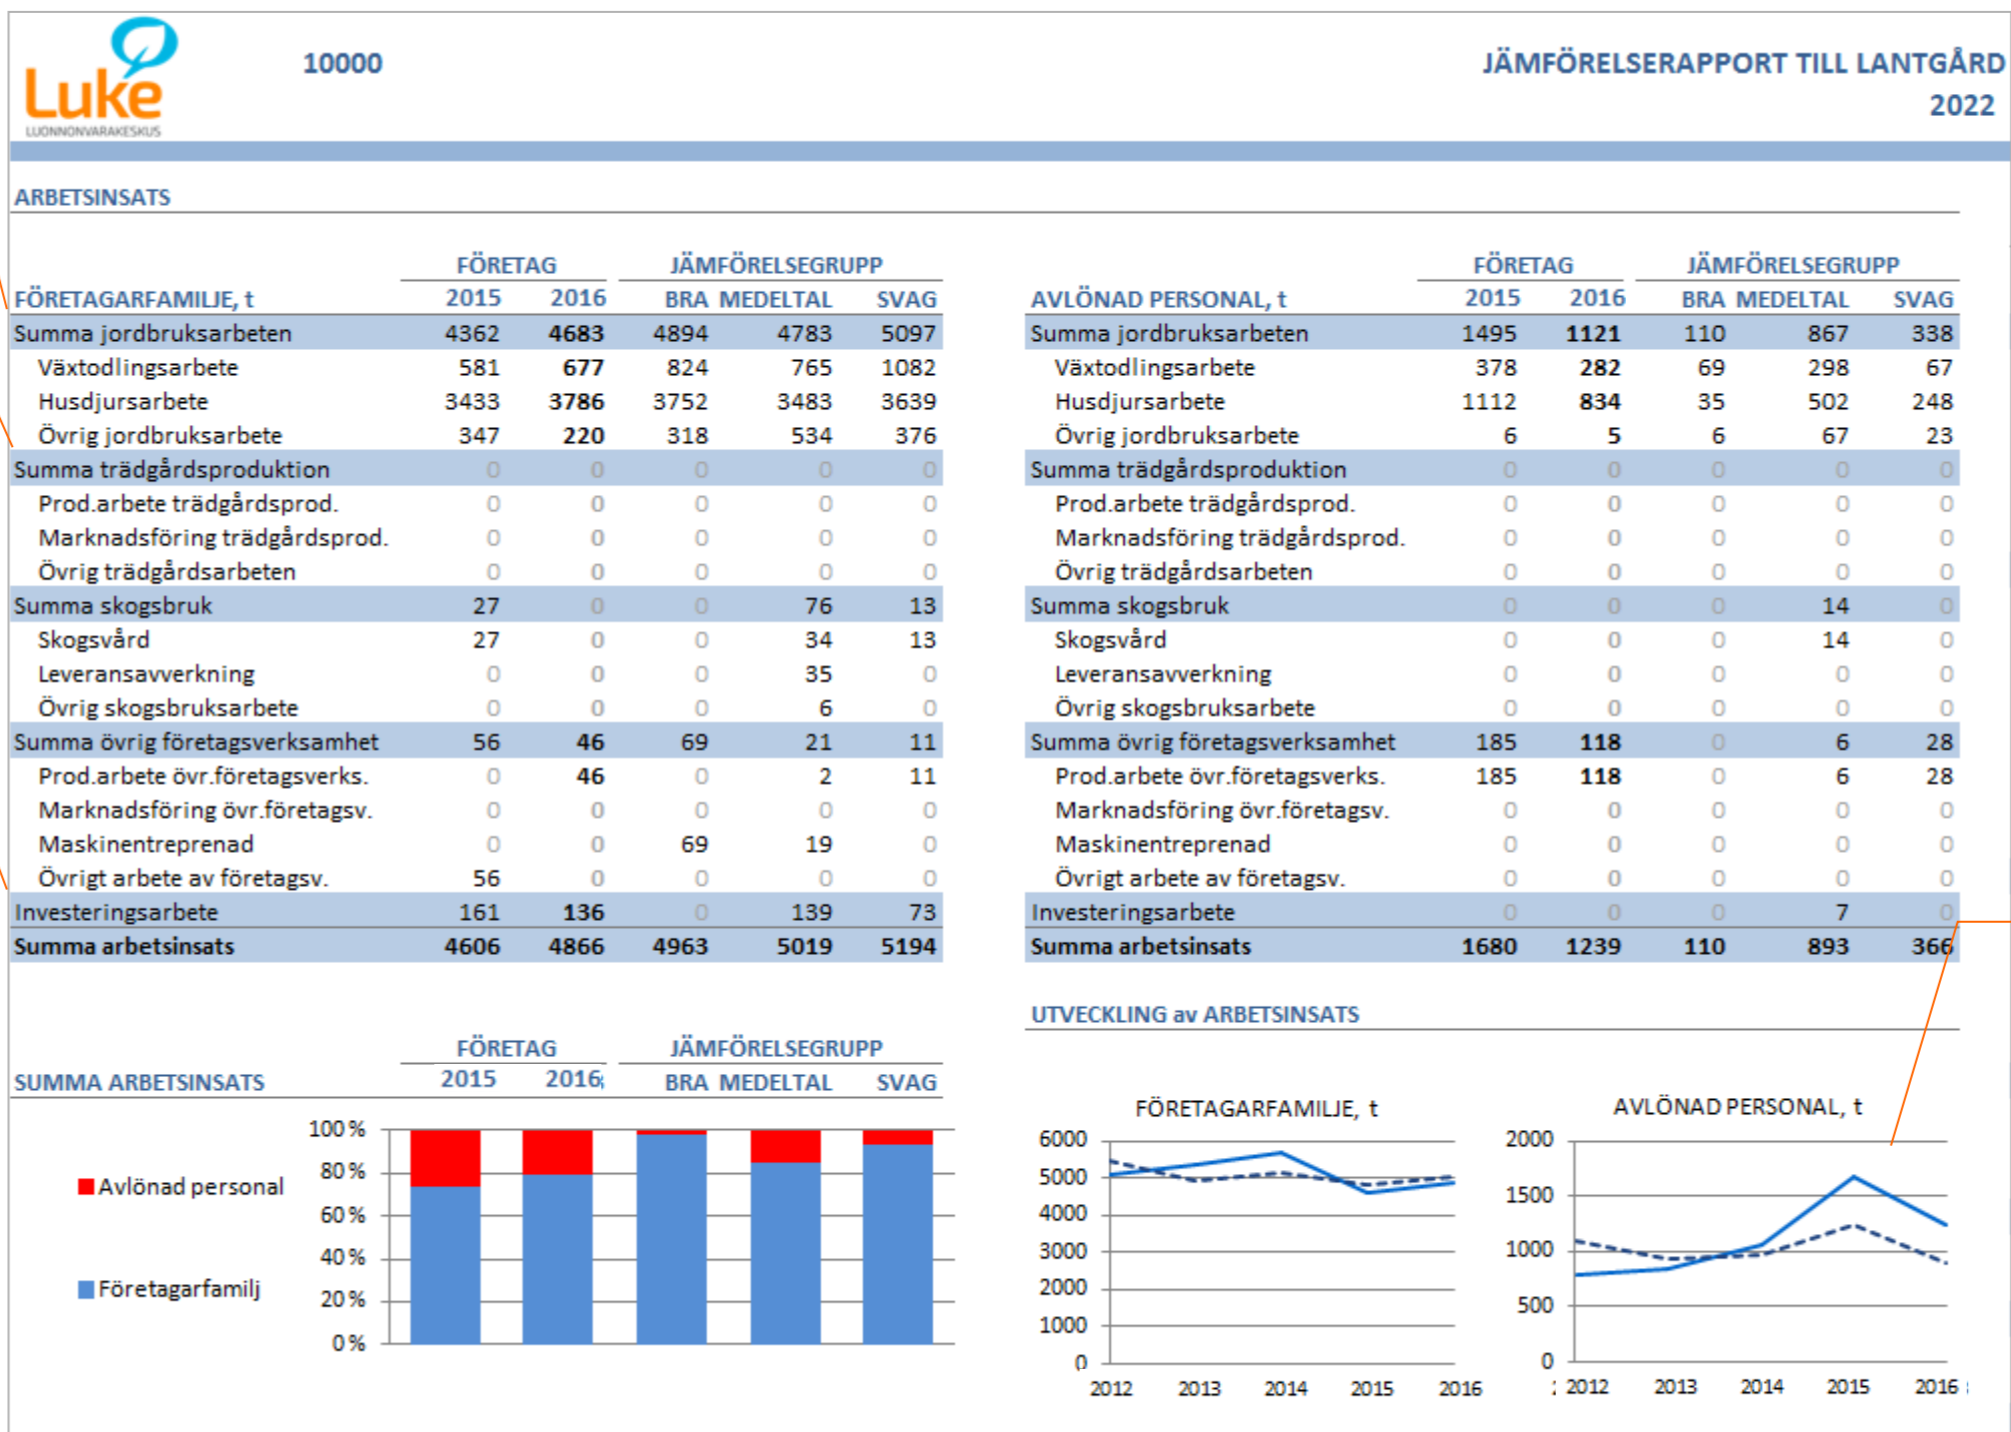 Luke
LUONNONVARAKESKUS
10000
JÄMFÖRELSERAPPORT TILL LANTGÅRD
2022
ARBETSINSATS
FÖRETAG JÄMFÖRELSEGRUPP
FÖRETAGARFAMILJE, t 2015 2016 BRA MEDELTAL SVAG
Summa jordbruksarbeten 4362 4683 4894 4783 5097
Växtodlingsarbete 581 677 824 765 1082
Husdjursarbete 3433 3786 3752 3483 3639
Övrig jordbruksarbete 347 220 318 534 376
Summa trädgårdsproduktion 0 0 0 0 0
Prod.arbete trädgårdsprod. 0 0 0 0 0
Marknadsföring trädgårdsprod. 0 0 0 0 0
Övrig trädgårdsarbeten 0 0 0 0 0
Summa skogsbruk 27 0 0 76 13
Skogsvård 27 0 0 34 13
Leveransavverkning 0 0 0 35 0
Övrig skogsbruksarbete 0 0 0 6 0
Summa övrig företagsverksamhet 56 46 69 21 11
Prod.arbete övr.företagsverks. 0 46 0 2 11
Marknadsföring övr.företagsv. 0 0 0 0 0
Maskinentreprenad 0 0 69 19 0
Övrigt arbete av företagsv. 56 0 0 0 0
Investeringsarbete 161 136 0 139 73
Summa arbetsinsats 4606 4866 4963 5019 5194
FÖRETAG JÄMFÖRELSEGRUPP
AVLÖNAD PERSONAL, t 2015 2016 BRA MEDELTAL SVAG
Summa jordbruksarbeten 1495 1121 110 867 338
Växtodlingsarbete 378 282 69 298 67
Husdjursarbete 1112 834 35 502 248
Övrig jordbruksarbete 6 5 6 67 23
Summa trädgårdsproduktion 0 0 0 0 0
Prod.arbete trädgårdsprod. 0 0 0 0 0
Marknadsföring trädgårdsprod. 0 0 0 0 0
Övrig trädgårdsarbeten 0 0 0 0 0
Summa skogsbruk 0 0 0 14 0
Skogsvård 0 0 0 14 0
Leveransavverkning 0 0 0 0 0
Övrig skogsbruksarbete 0 0 0 0 0
Summa övrig företagsverksamhet 185 118 0 6 28
Prod.arbete övr.företagsverks. 185 118 0 6 28
Marknadsföring övr.företagsv. 0 0 0 0 0
Maskinentreprenad 0 0 0 0 0
Övrigt arbete av företagsv. 0 0 0 0 0
Investeringsarbete 0 0 0 7 0
Summa arbetsinsats 1680 1239 110 893 366
FÖRETAG JÄMFÖRELSEGRUPP
SUMMA ARBETSINSATS 2015 2016 BRA MEDELTAL SVAG
100 %
80 %
60 %
40 %
20 %
0 %
Avlönad personal
Företagarfamilj
UTVECKLING av ARBETSINSATS
FÖRETAGARFAMILJE, t
6000
5000
4000
3000
2000
1000
0
2012 2013 2014 2015 2016
AVLÖNAD PERSONAL, t
2000
1500
1000
500
0
2012 2013 2014 2015 2016